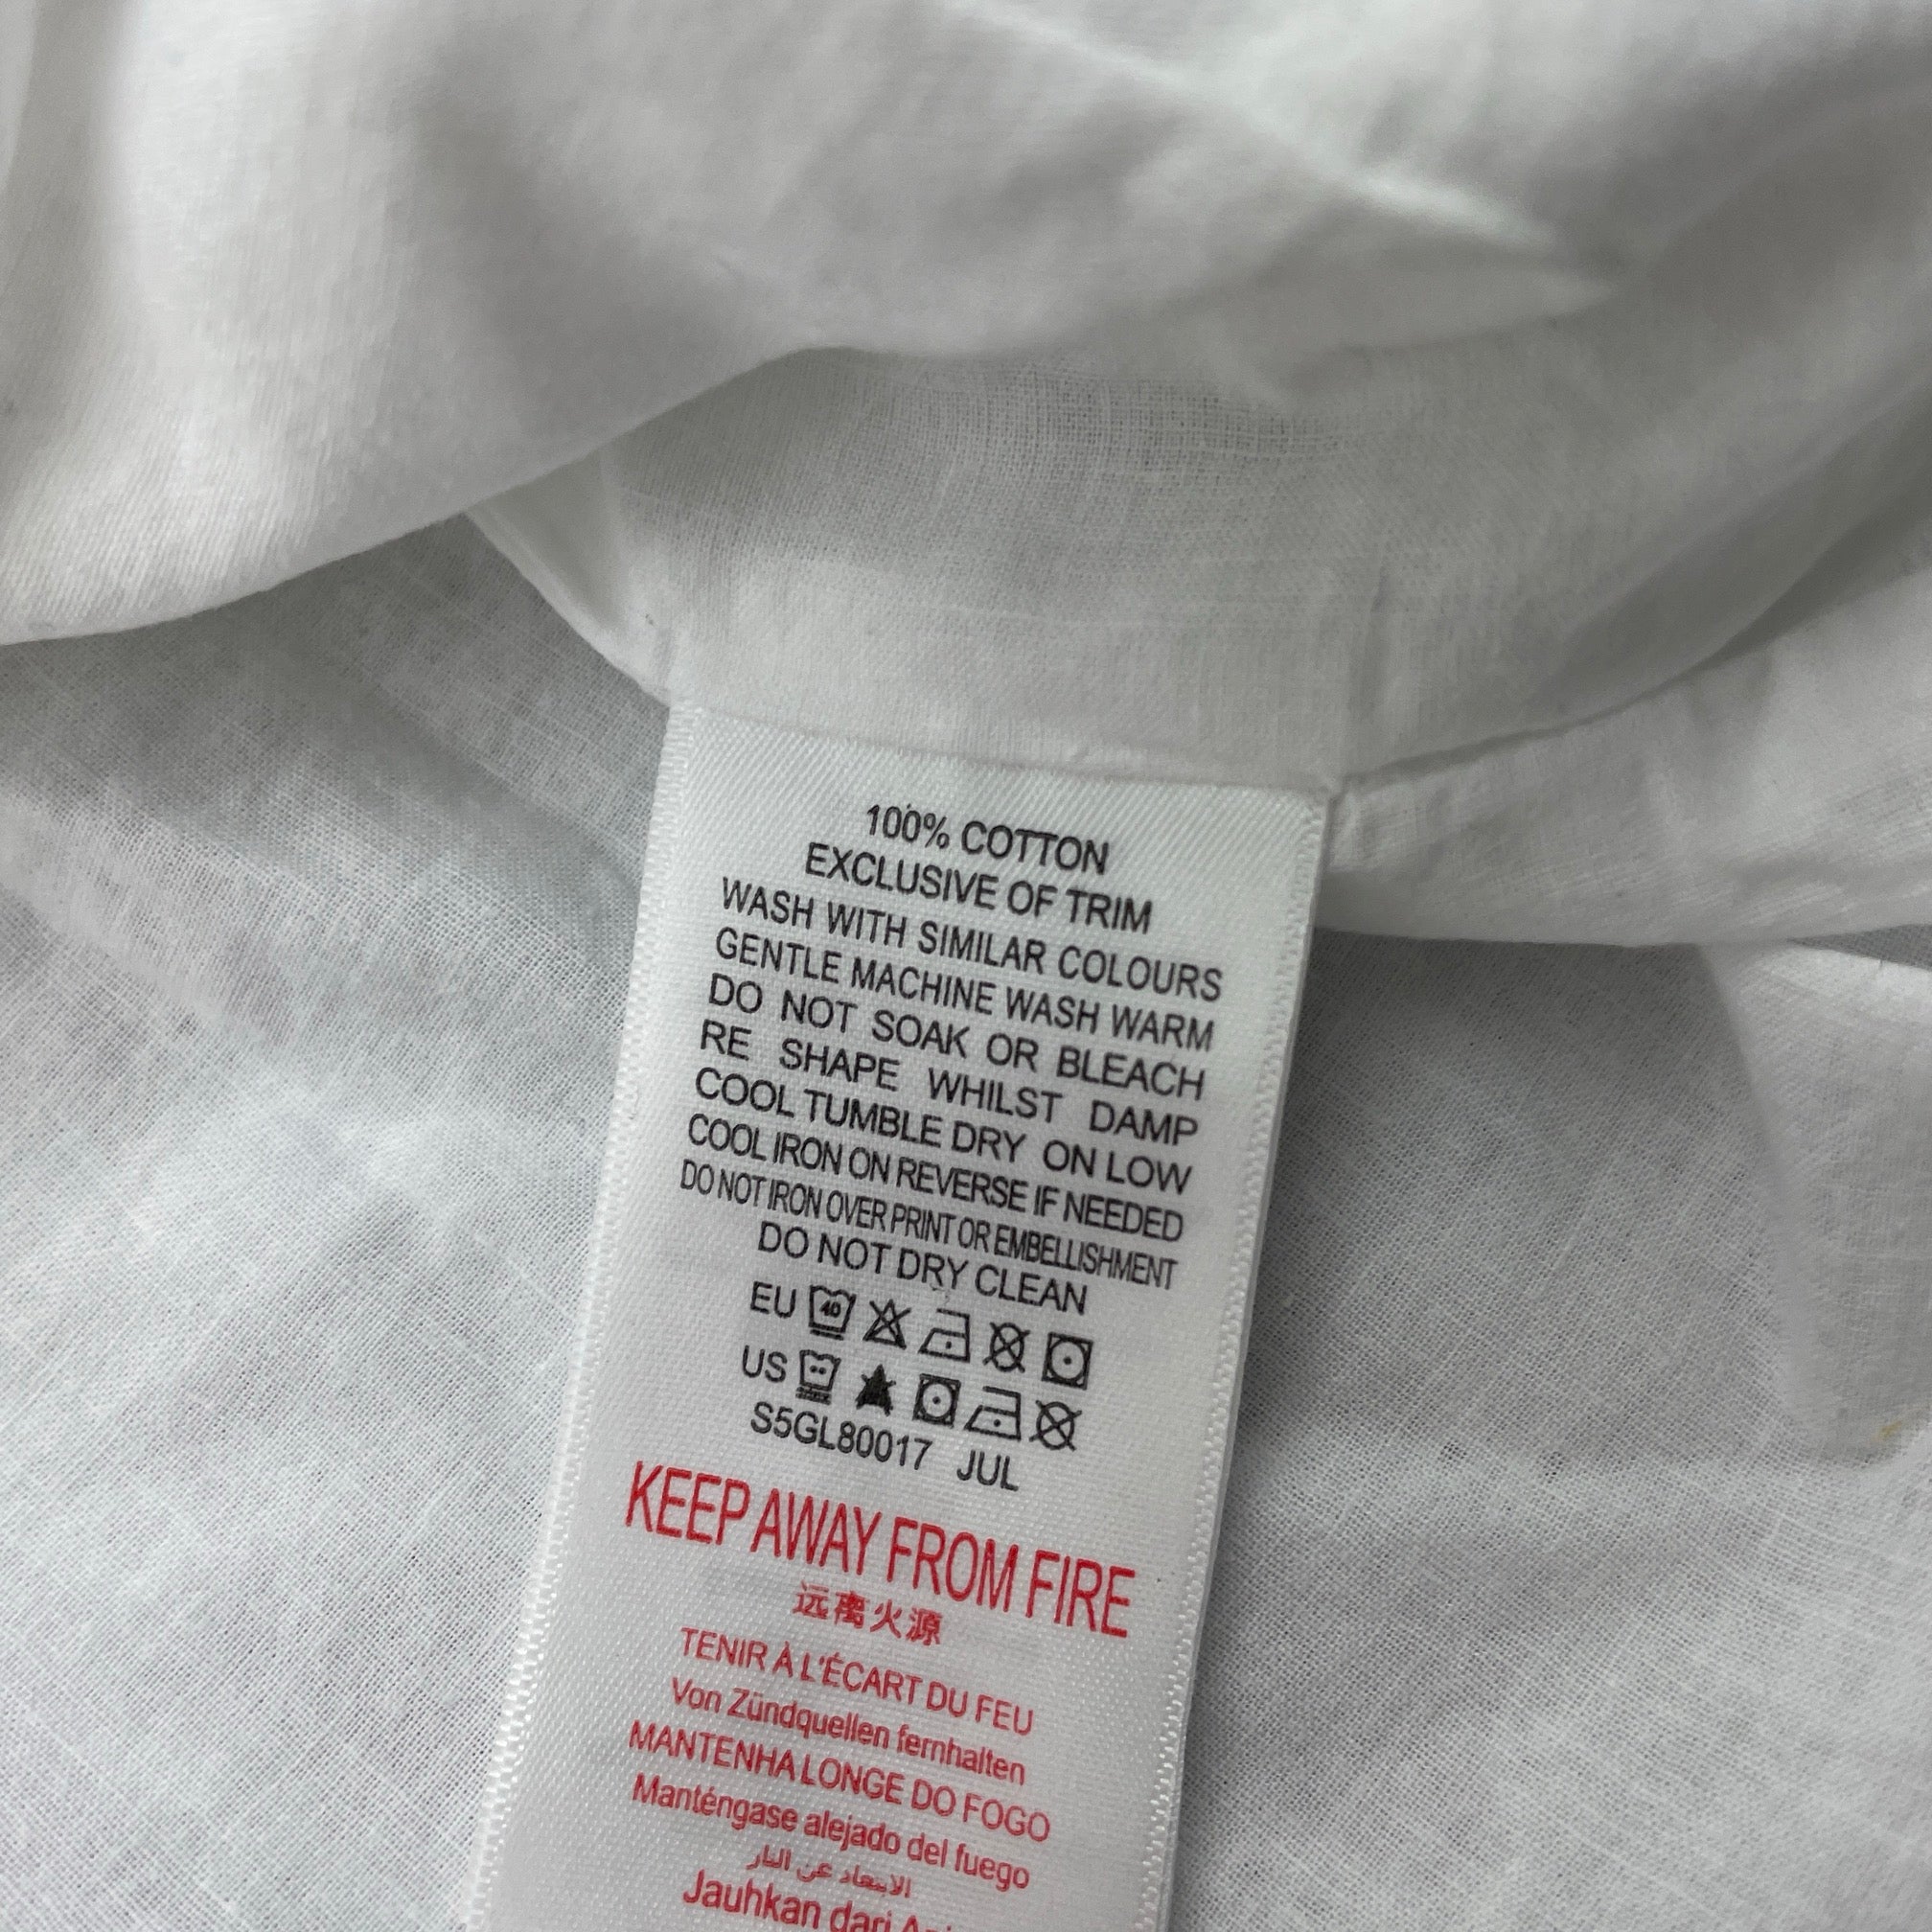 100% COTTON
EXCLUSIVE OF TRIM
WASH WITH SIMILAR COLOURS
GENTLE MACHINE WASH WARM
DO NOT SOAK OR BLEACH
RE SHAPE WHILST DAMP
COOL TUMBLE DRY ON LOW
COOL IRON ON REVERSE IF NEEDED
DO NOT IRON OVER PRINT OR EMBELLISHMENT
DO NOT DRY CLEAN
EU 40
US
S5GL80017 JUL
KEEP AWAY FROM FIRE
远离火源
TENIR À L'ÉCART DU FEU
Von Zündquellen fernhalten
MANTENHA LONGE DO FOGO
Manténgase alejado del fuego
الابتعاد عن النار
Jauhkan dari